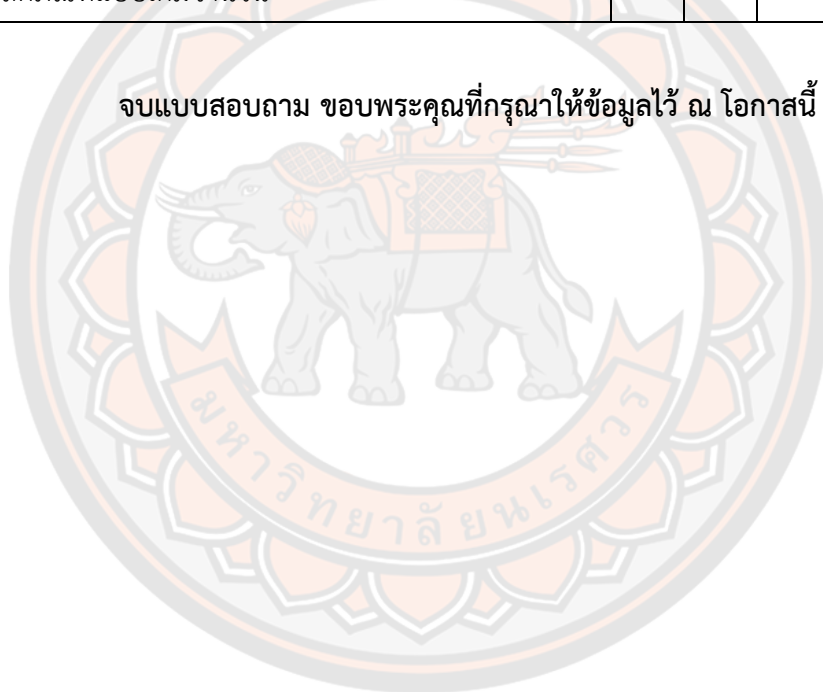 จบแบบสอบถาม ขอบพระคุณที่กรุณาให้ข้อมูลไว้ ณ โอกาสนี้
มหาวิทยาลัยนเรศวร